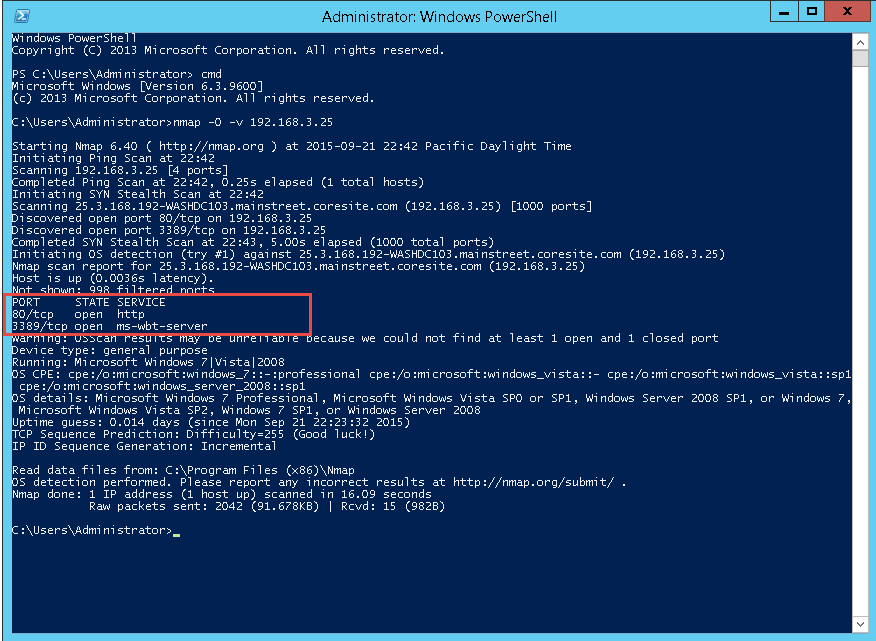 Administrator: Windows PowerShell
Windows PowerShell
Copyright (C) 2013 Microsoft Corporation. All rights reserved.
PS C:\Users\Administrator> cmd
Microsoft Windows [Version 6.3.9600]
(c) 2013 Microsoft Corporation. All rights reserved.
C:\Users\Administrator>nmap -O -v 192.168.3.25
Starting Nmap 6.40 ( http://nmap.org ) at 2015-09-21 22:42 Pacific Daylight Time
Initiating Ping Scan at 22:42
Scanning 192.168.3.25 [4 ports]
Completed Ping Scan at 22:42, 0.25s elapsed (1 total hosts)
Initiating SYN Stealth Scan at 22:42
Scanning 25.3.168.192-WASHDC103.mainstreet.coresite.com (192.168.3.25) [1000 ports]
Discovered open port 80/tcp on 192.168.3.25
Discovered open port 3389/tcp on 192.168.3.25
Completed SYN Stealth Scan at 22:43, 5.00s elapsed (1000 total ports)
Initiating OS detection (try #1) against 25.3.168.192-WASHDC103.mainstreet.coresite.com (192.168.3.25)
Nmap scan report for 25.3.168.192-WASHDC103.mainstreet.coresite.com (192.168.3.25)
Host is up (0.0036s latency).
Not shown: 998 filtered ports
PORT     STATE SERVICE
80/tcp   open  http
3389/tcp open  ms-wbt-server
Warning: OSScan results may be unreliable because we could not find at least 1 open and 1 closed port
Device type: general purpose
Running: Microsoft Windows 7|Vista|2008
OS CPE: cpe:/o:microsoft:windows_7::-:professional cpe:/o:microsoft:windows_vista::- cpe:/o:microsoft:windows_vista::sp1
cpe:/o:microsoft:windows_server_2008::sp1
OS details: Microsoft Windows 7 Professional, Microsoft Windows Vista SP0 or SP1, Windows Server 2008 SP1, or Windows 7,
Microsoft Windows Vista SP2, Windows 7 SP1, or Windows Server 2008
Uptime guess: 0.014 days (since Mon Sep 21 22:23:32 2015)
TCP Sequence Prediction: Difficulty=255 (Good luck!)
IP ID Sequence Generation: Incremental
Read data files from: C:\Program Files (x86)\Nmap
OS detection performed. Please report any incorrect results at http://nmap.org/submit/ .
Nmap done: 1 IP address (1 host up) scanned in 16.09 seconds
Raw packets sent: 2042 (91.678KB) | Rcvd: 15 (982B)
C:\Users\Administrator>